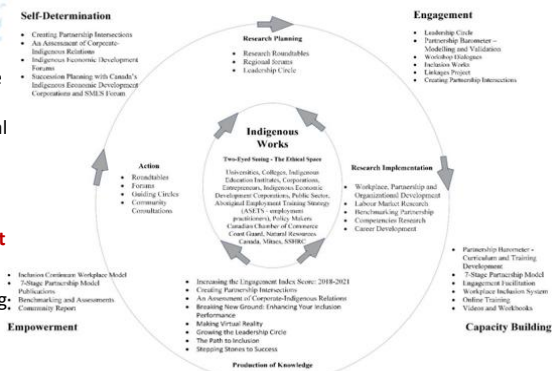 Self-Determination
• Creating Partnership Intersections
• An Assessment of Corporate-
Indigenous Relations
• Indigenous Economic Development
Forums
• Succession Planning with Canada's
Indigenous Economic Development
Corporations and SMES Forum
Research Planning
• Research Roundtables
• Regional forums
• Leadership Circle
Engagement
• Leadership Circle
• Partnership Barometer –
Modelling and Validation
• Workshop Dialogues
• Inclusion Works
• Linkages Project
• Creating Partnership Intersections
Action
• Roundtables
• Forums
• Guiding Circles
• Community
Consultations
Indigenous
Works
Two-Eyed Seeing - The Ethical Space
Universities, Colleges, Indigenous
Education Institutes, Corporations,
Entrepreneurs, Indigenous Economic
Development Corporations, Public Sector,
Aboriginal Employment Training Strategy
(ASETS - employment
practitioners), Policy Makers
Canadian Chamber of Commerce
Coast Guard, Natural Resources
Canada, Mitacs, SSHRC
Research Implementation
• Workplace, Partnership and
Organizational Development
• Labour Market Research
• Benchmarking Partnership
• Competencies Research
• Career Development
• Inclusion Continuum Workplace Model
• 7-Stage Partnership Model
Publications
• Benchmarking and Assessments
• Community Report
Empowerment
• Increasing the Engagement Index Score: 2018-2021
• Creating Partnership Intersections
• An Assessment of Corporate-Indigenous Relations
• Breaking New Ground: Enhancing Your Inclusion
Performance
• Making Virtual Reality
• Growing the Leadership Circle
• The Path to Inclusion
• Stepping Stones to Success
Production of Knowledge
• Partnership Barometer -
Curriculum and Training
Development
• 7-Stage Partnership Model
• Engagement Facilitation
• Workplace Inclusion System
• Online Training
• Videos and Workbooks
Capacity Building